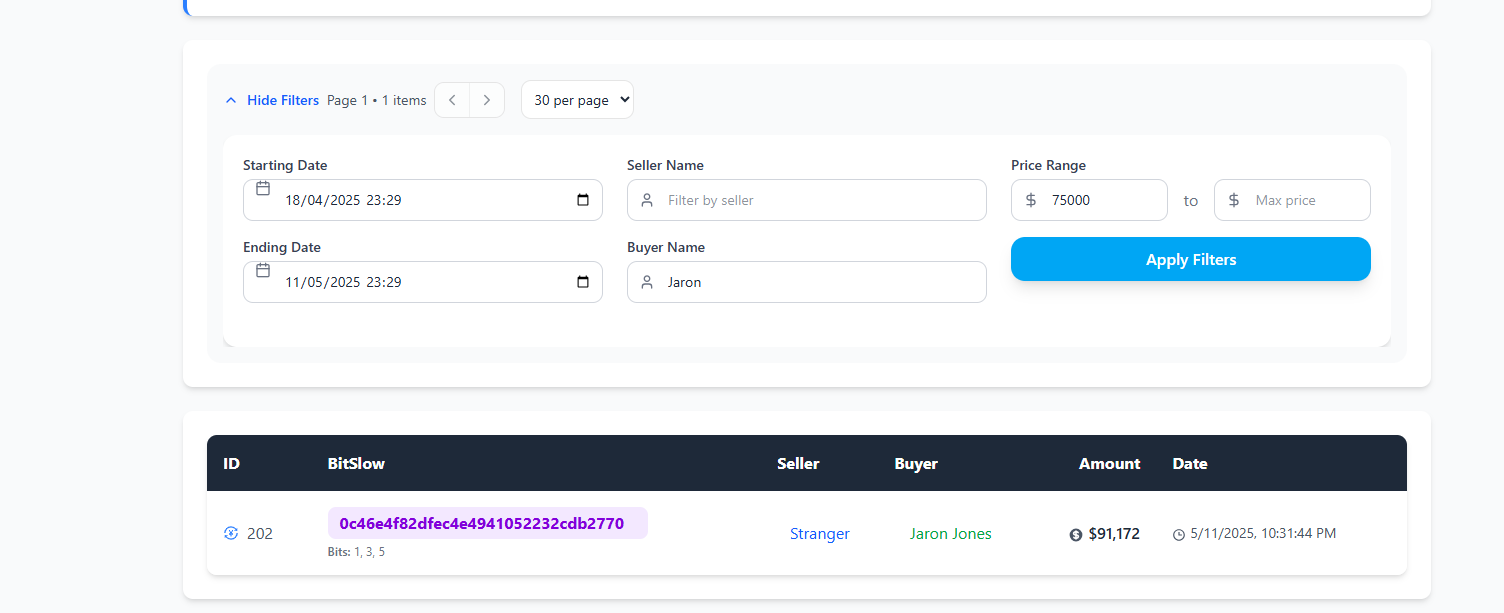 Hide Filters Page 1 • 1 items 30 per page
Starting Date Seller Name Price Range
18/04/2025 23:29 Filter by seller $ 75000 to $ Max price
Ending Date Buyer Name
11/05/2025 23:29 Jaron Apply Filters
ID BitSlow Seller Buyer Amount Date
202 0c46e4f82dfec4e4941052232cdb2770 Stranger Jaron Jones $91,172 5/11/2025, 10:31:44 PM
Bits: 1, 3, 5